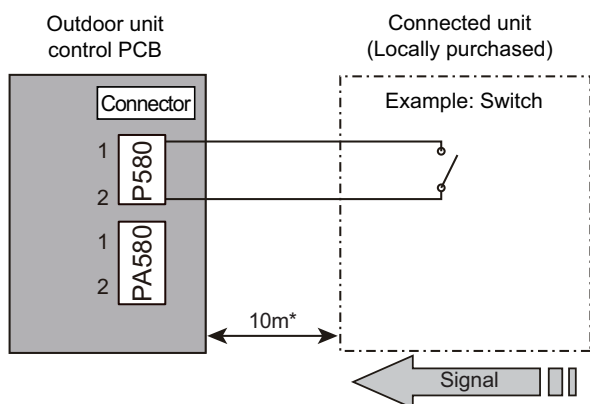 Outdoor unit
control PCB
Connected unit
(Locally purchased)
Connector
Example: Switch
1
P580
2
1
PA580
2
10m*
Signal